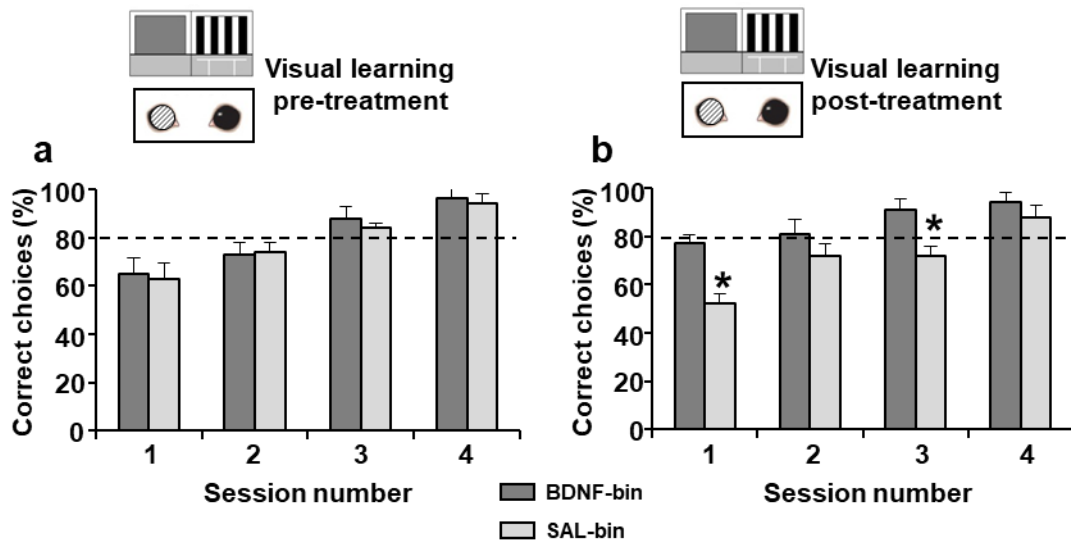 Visual learning
pre-treatment
Visual learning
post-treatment
a
b
Correct choices (%)
100
80
60
40
20
0
1 2 3 4
Session number
Correct choices (%)
100
80
60
40
20
0
*
*
1 2 3 4
Session number
BDNF-bin
SAL-bin